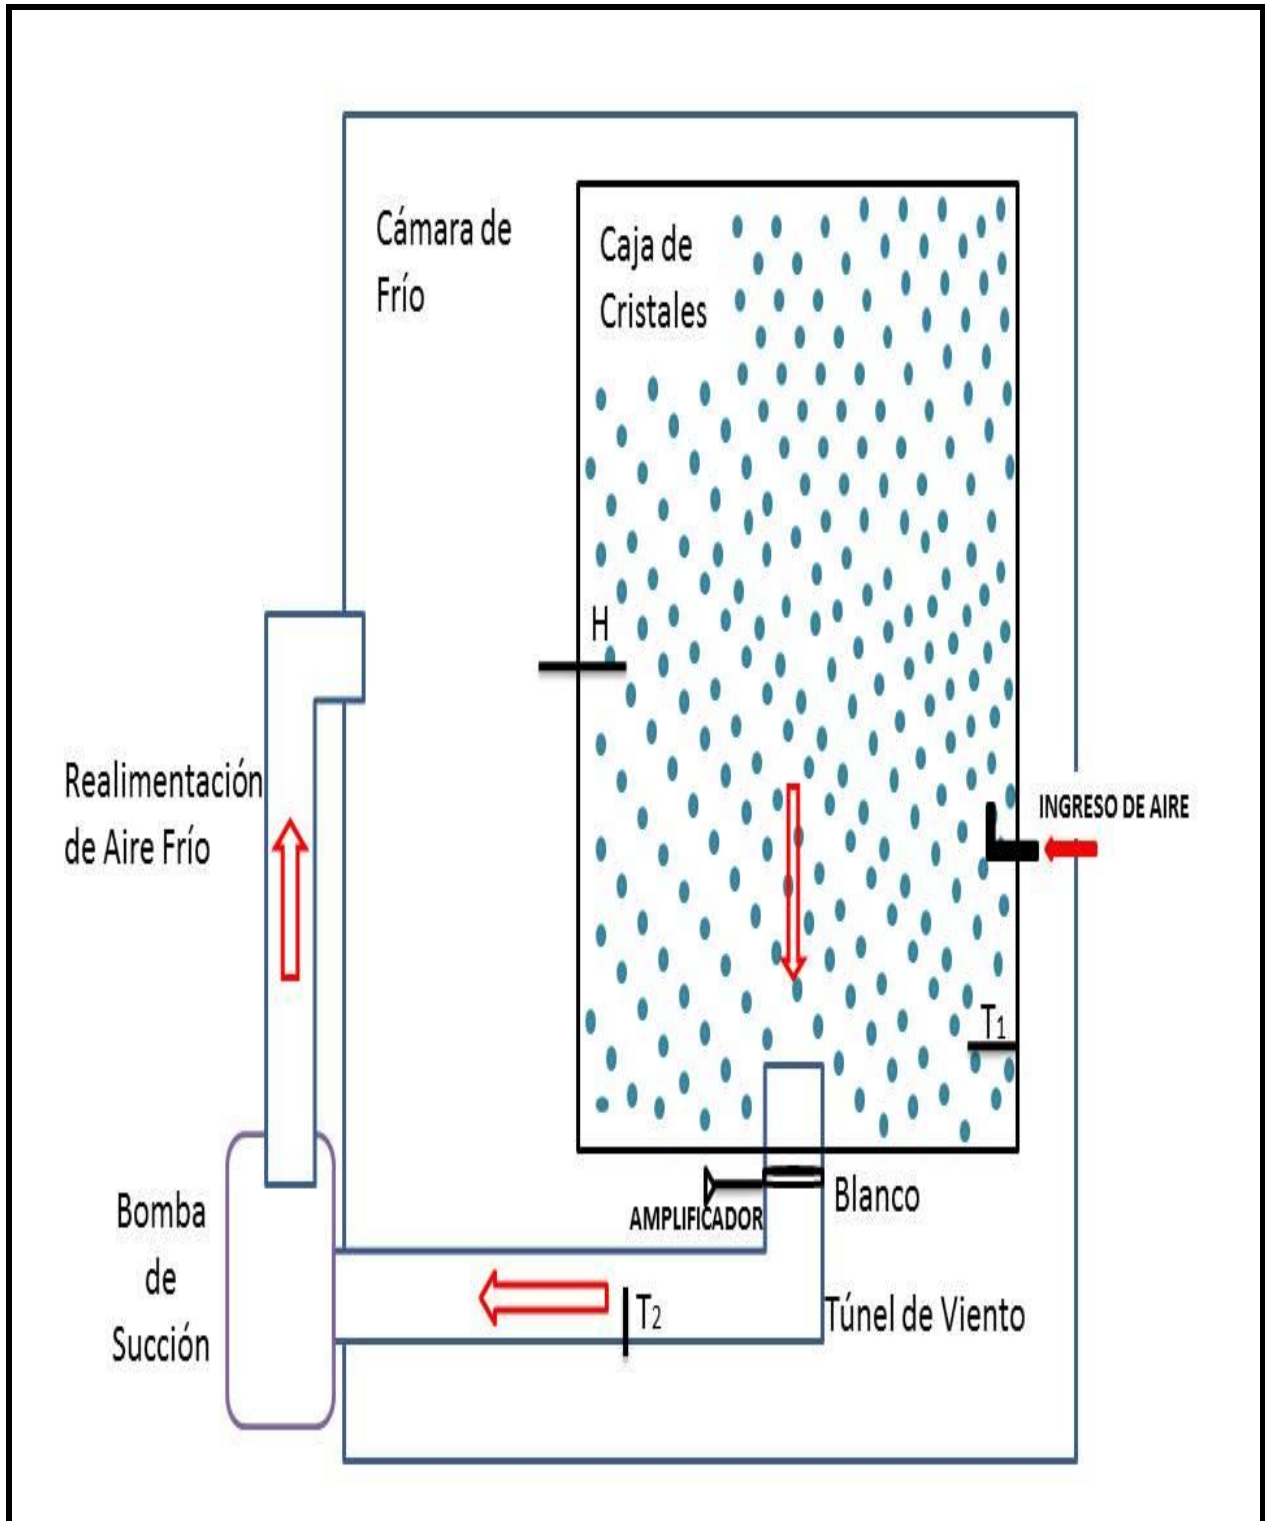 Cámara de
Frío
Caja de
Cristales
H
Realimentación
de Aire Frío
INGRESO DE AIRE
T1
Bomba
de
Succión
AMPLIFICADOR
Blanco
T2
Túnel de Viento